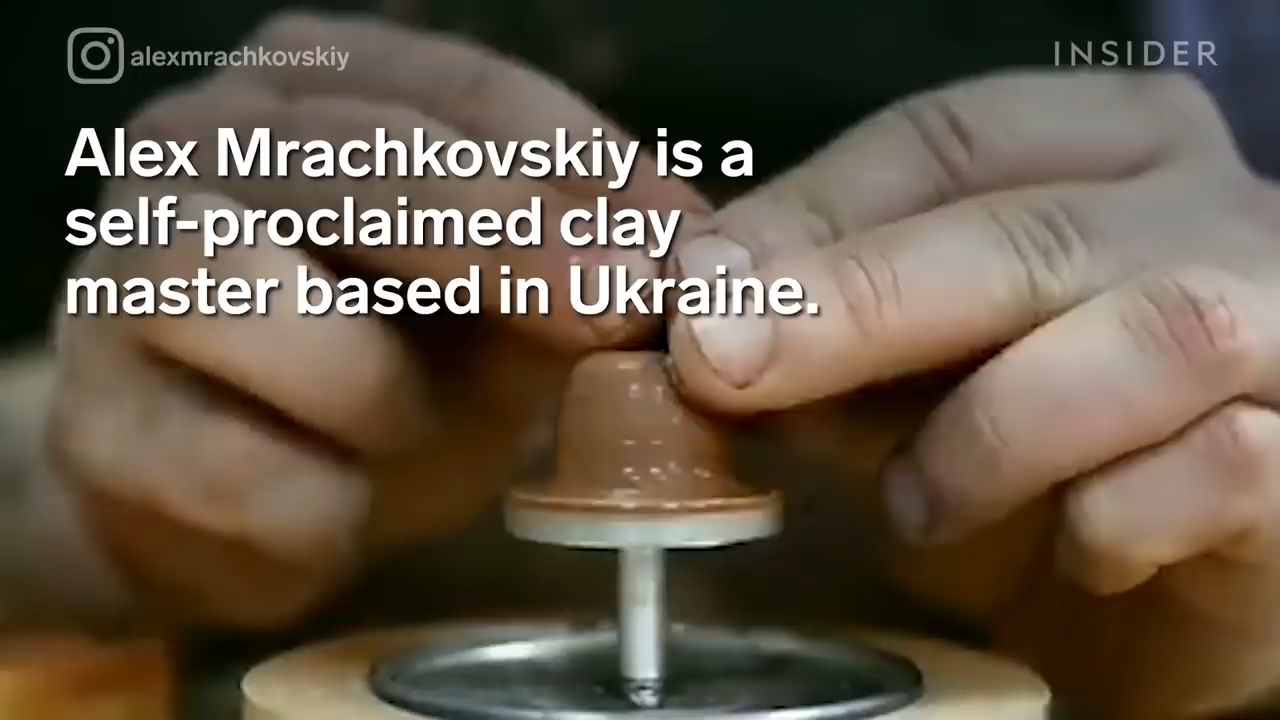 alexmrachkovskiy
INSIDER
Alex Mrachkovskiy is a
self-proclaimed clay
master based in Ukraine.